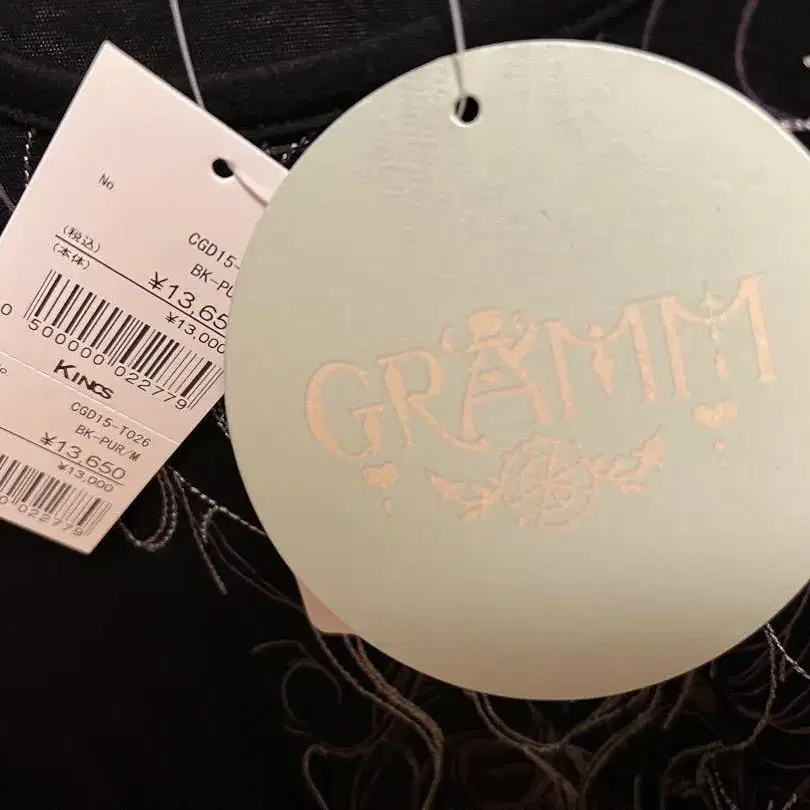 No
CGD15-
BK-PU
(税込)
¥13,65
(本体)
¥13,000
0
500000 022779
KINGS
CGD15-T026
BK-PUR/M
¥13,650
¥13,000
022779
GRAMM